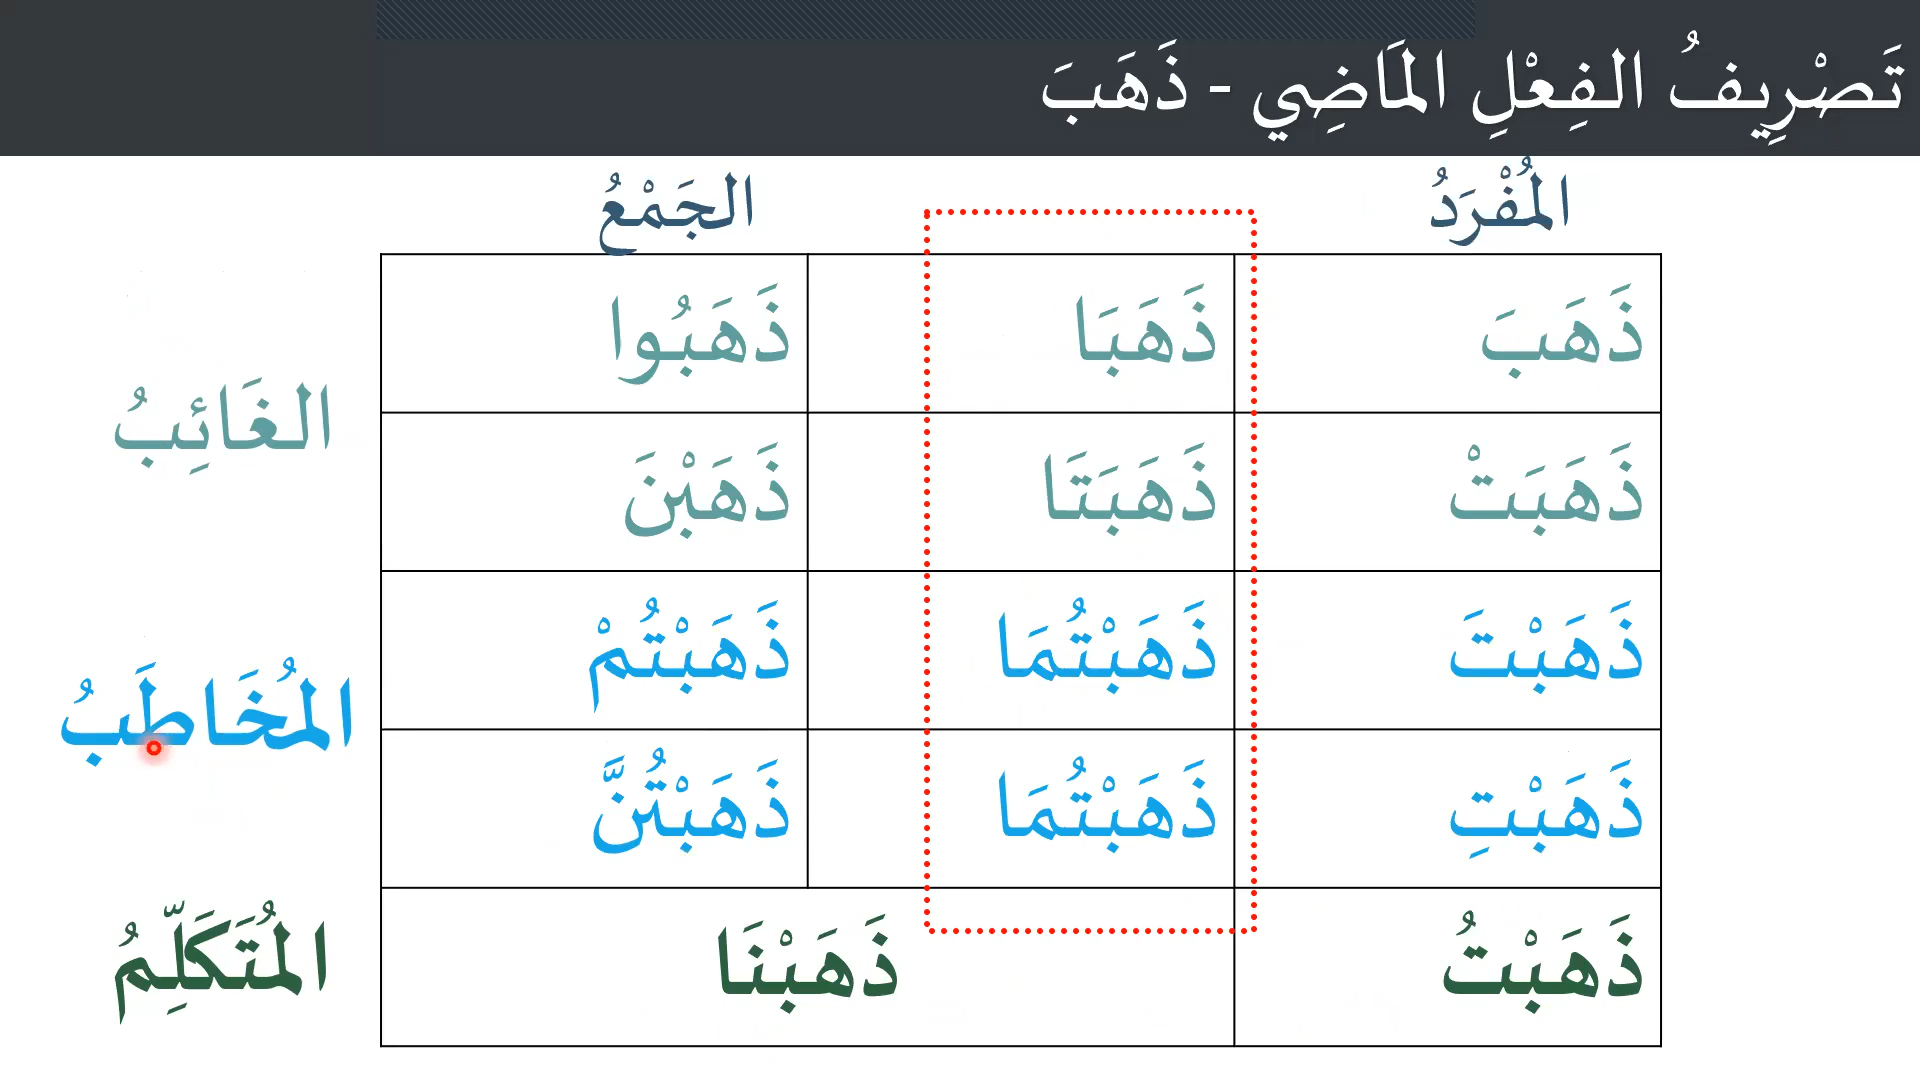 تَصْرِيفُ الفِعْلِ المَاضِي - ذَهَبَ
المُفْرَدُ الجَمْعُ
ذَهَبَ ذَهَبَا ذَهَبُوا
الغَائِبُ
ذَهَبَتْ ذَهَبَتَا ذَهَبْنَ
ذَهَبْتَ ذَهَبْتُمَا ذَهَبْتُمْ
المُخَاطَبُ
ذَهَبْتِ ذَهَبْتُمَا ذَهَبْتُنَّ
ذَهَبْتُ ذَهَبْنَا المُتَكَلِّمُ